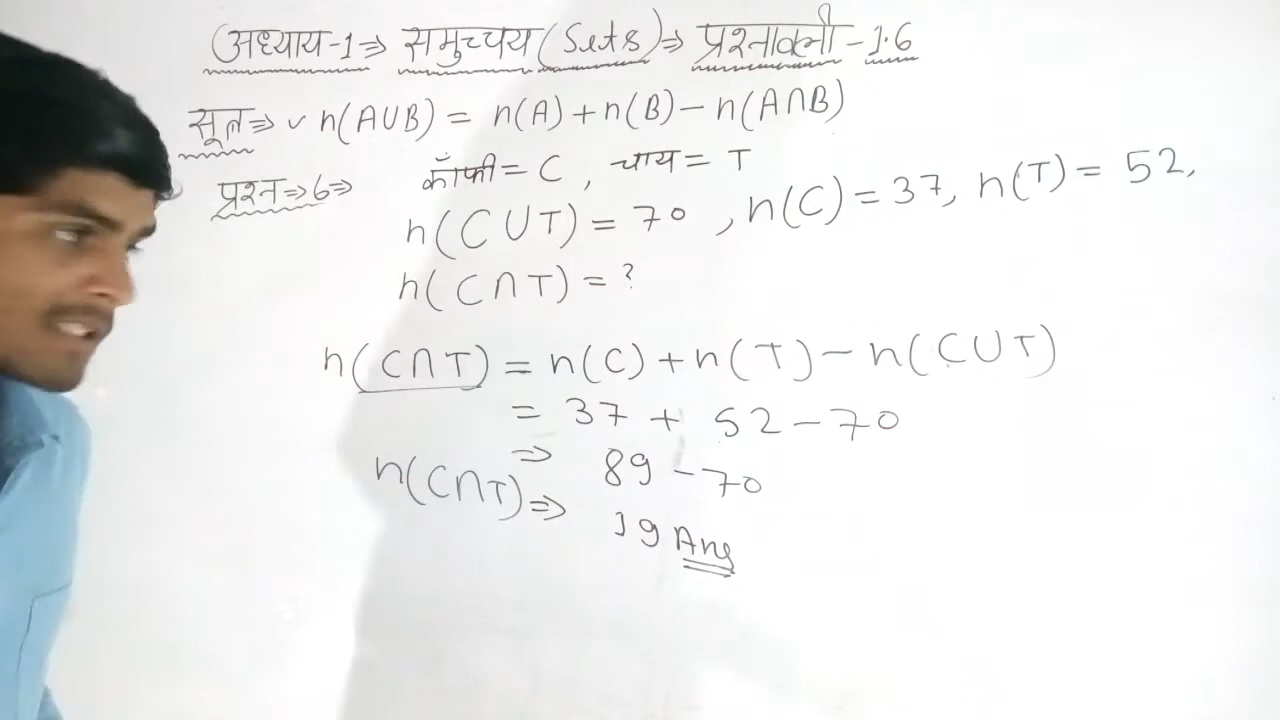 (अध्याय-1⇒ समुच्चय (Sets)⇒ प्रश्नावली-1.6
सूत्र⇒ ✓ n(A∪B) = n(A)+n(B)-n(A∩B)
प्रश्न⇒6⇒ कॉफी = C, चाय = T
n(C∪T) = 70, n(C) = 37, n(T) = 52,
n(C∩T) = ?
n(C∩T) = n(C)+n(T)-n(C∪T)
= 37 + 52-70
⇒ 89-70
n(C∩T)⇒ 19 Ans